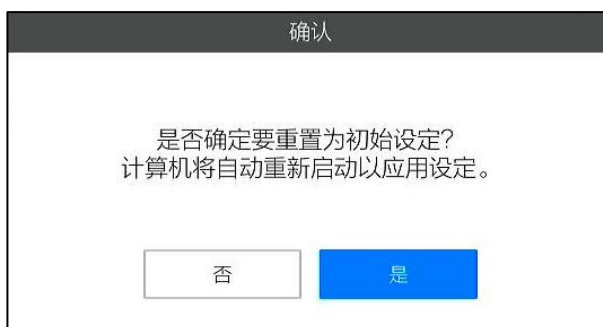 确认
是否确定要重置为初始设定?
计算机将自动重新启动以应用设定。
否
是